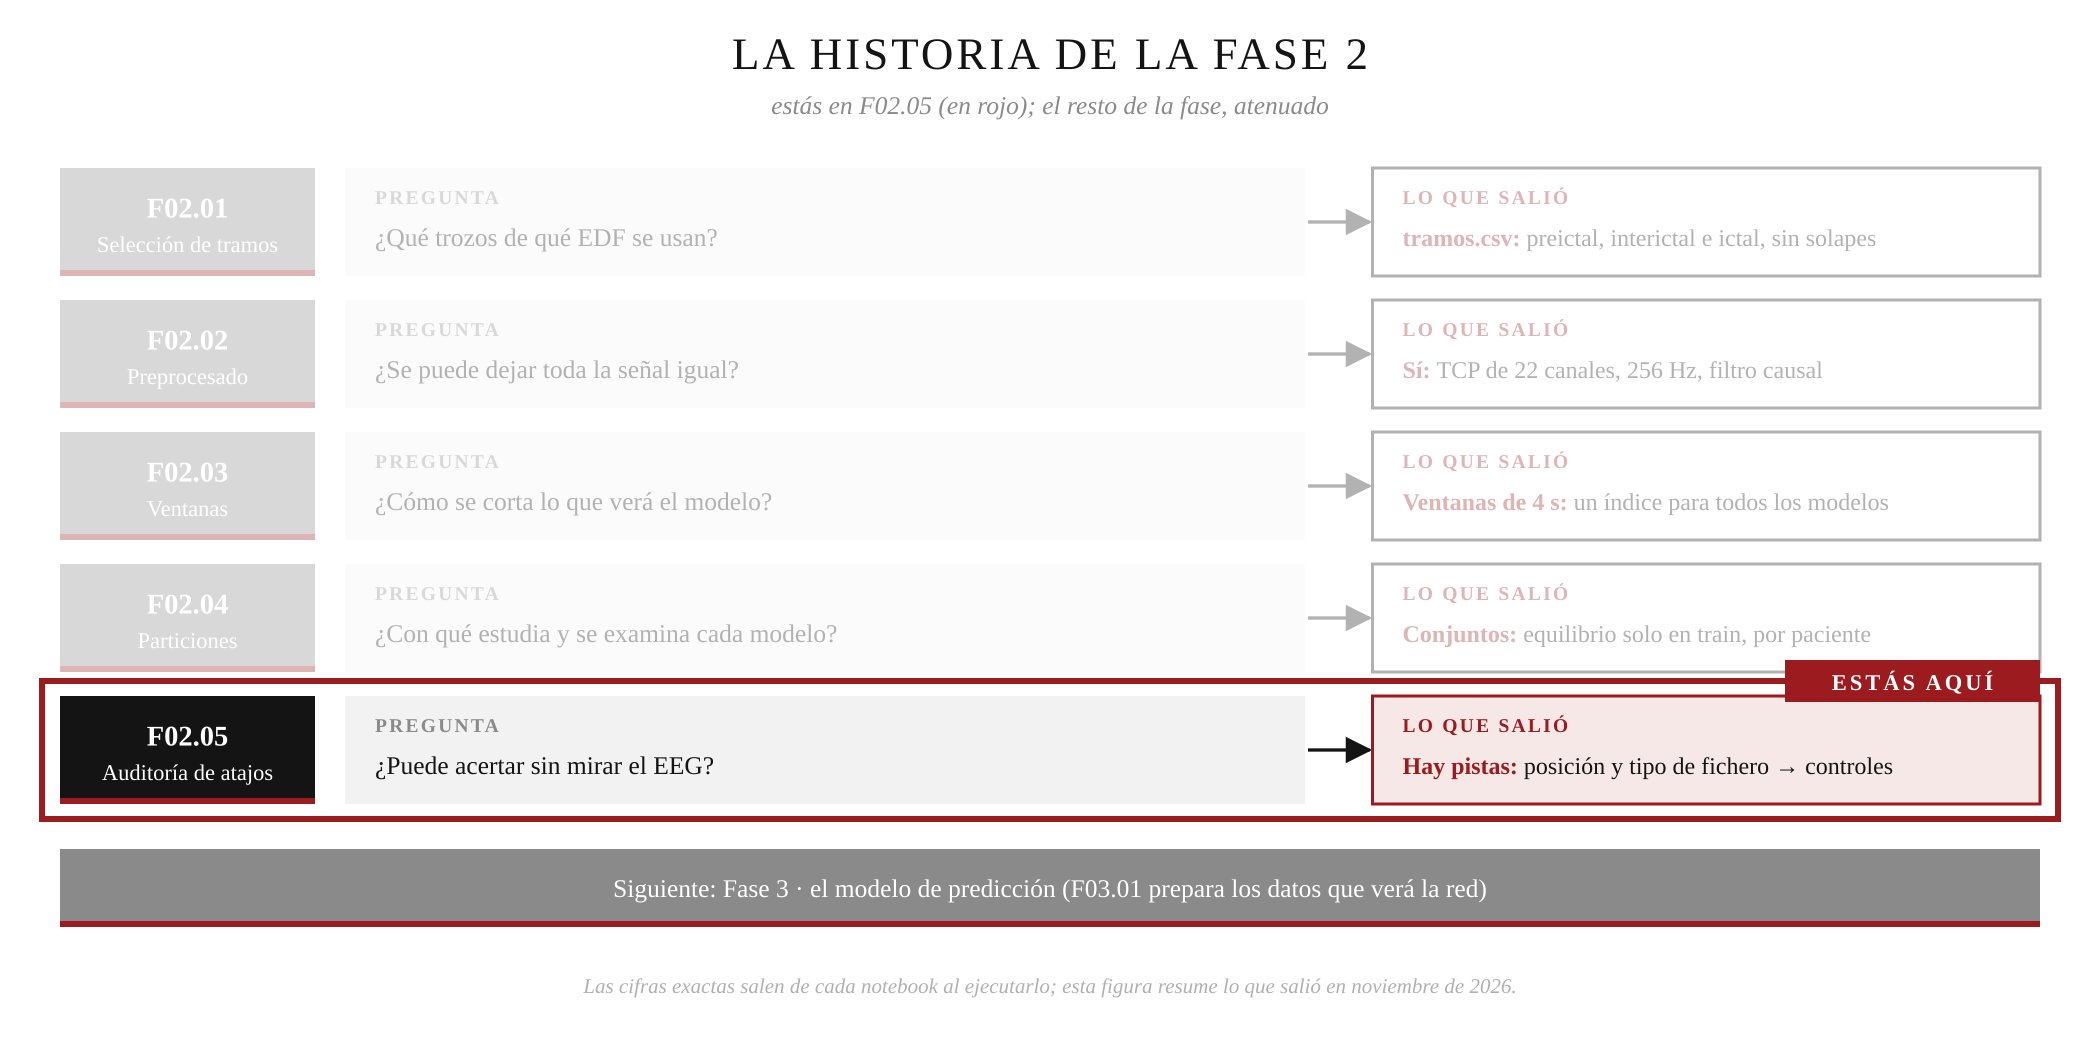 LA HISTORIA DE LA FASE 2
estás en F02.05 (en rojo); el resto de la fase, atenuado
F02.01
Selección de tramos
PREGUNTA
¿Qué trozos de qué EDF se usan?
LO QUE SALIÓ
tramos.csv: preictal, interictal e ictal, sin solapes
F02.02
Preprocesado
PREGUNTA
¿Se puede dejar toda la señal igual?
LO QUE SALIÓ
Sí: TCP de 22 canales, 256 Hz, filtro causal
F02.03
Ventanas
PREGUNTA
¿Cómo se corta lo que verá el modelo?
LO QUE SALIÓ
Ventanas de 4 s: un índice para todos los modelos
F02.04
Particiones
PREGUNTA
¿Con qué estudia y se examina cada modelo?
LO QUE SALIÓ
Conjuntos: equilibrio solo en train, por paciente
ESTÁS AQUÍ
F02.05
Auditoría de atajos
PREGUNTA
¿Puede acertar sin mirar el EEG?
LO QUE SALIÓ
Hay pistas: posición y tipo de fichero → controles
Siguiente: Fase 3 · el modelo de predicción (F03.01 prepara los datos que verá la red)
Las cifras exactas salen de cada notebook al ejecutarlo; esta figura resume lo que salió en noviembre de 2026.